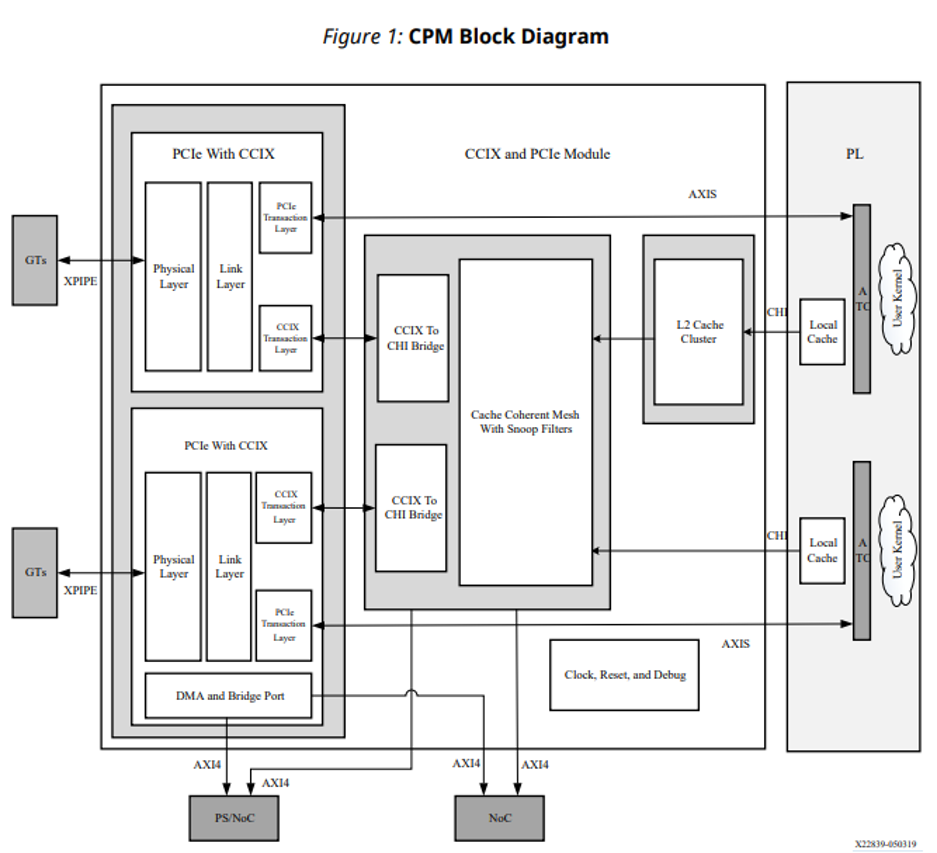 Figure 1: CPM Block Diagram
PCIe With CCIX
CCIX and PCIe Module
PL
AXIS
GTs
XPIPE
Physical
Layer
Link
Layer
PCIe
Transaction
Layer
CCIX
Transaction
Layer
CCIX To
CHI Bridge
Cache Coherent Mesh
With Snoop Filters
L2 Cache
Cluster
CHI
Local
Cache
A
TC
User Kernel
PCIe With CCIX
GTs
XPIPE
Physical
Layer
Link
Layer
CCIX
Transaction
Layer
PCIe
Transaction
Layer
CCIX To
CHI Bridge
CHI
Local
Cache
A
TC
User Kernel
AXIS
Clock, Reset, and Debug
DMA and Bridge Port
AXI4
AXI4
AXI4
AXI4
PS/NoC
NoC
X22839-050319